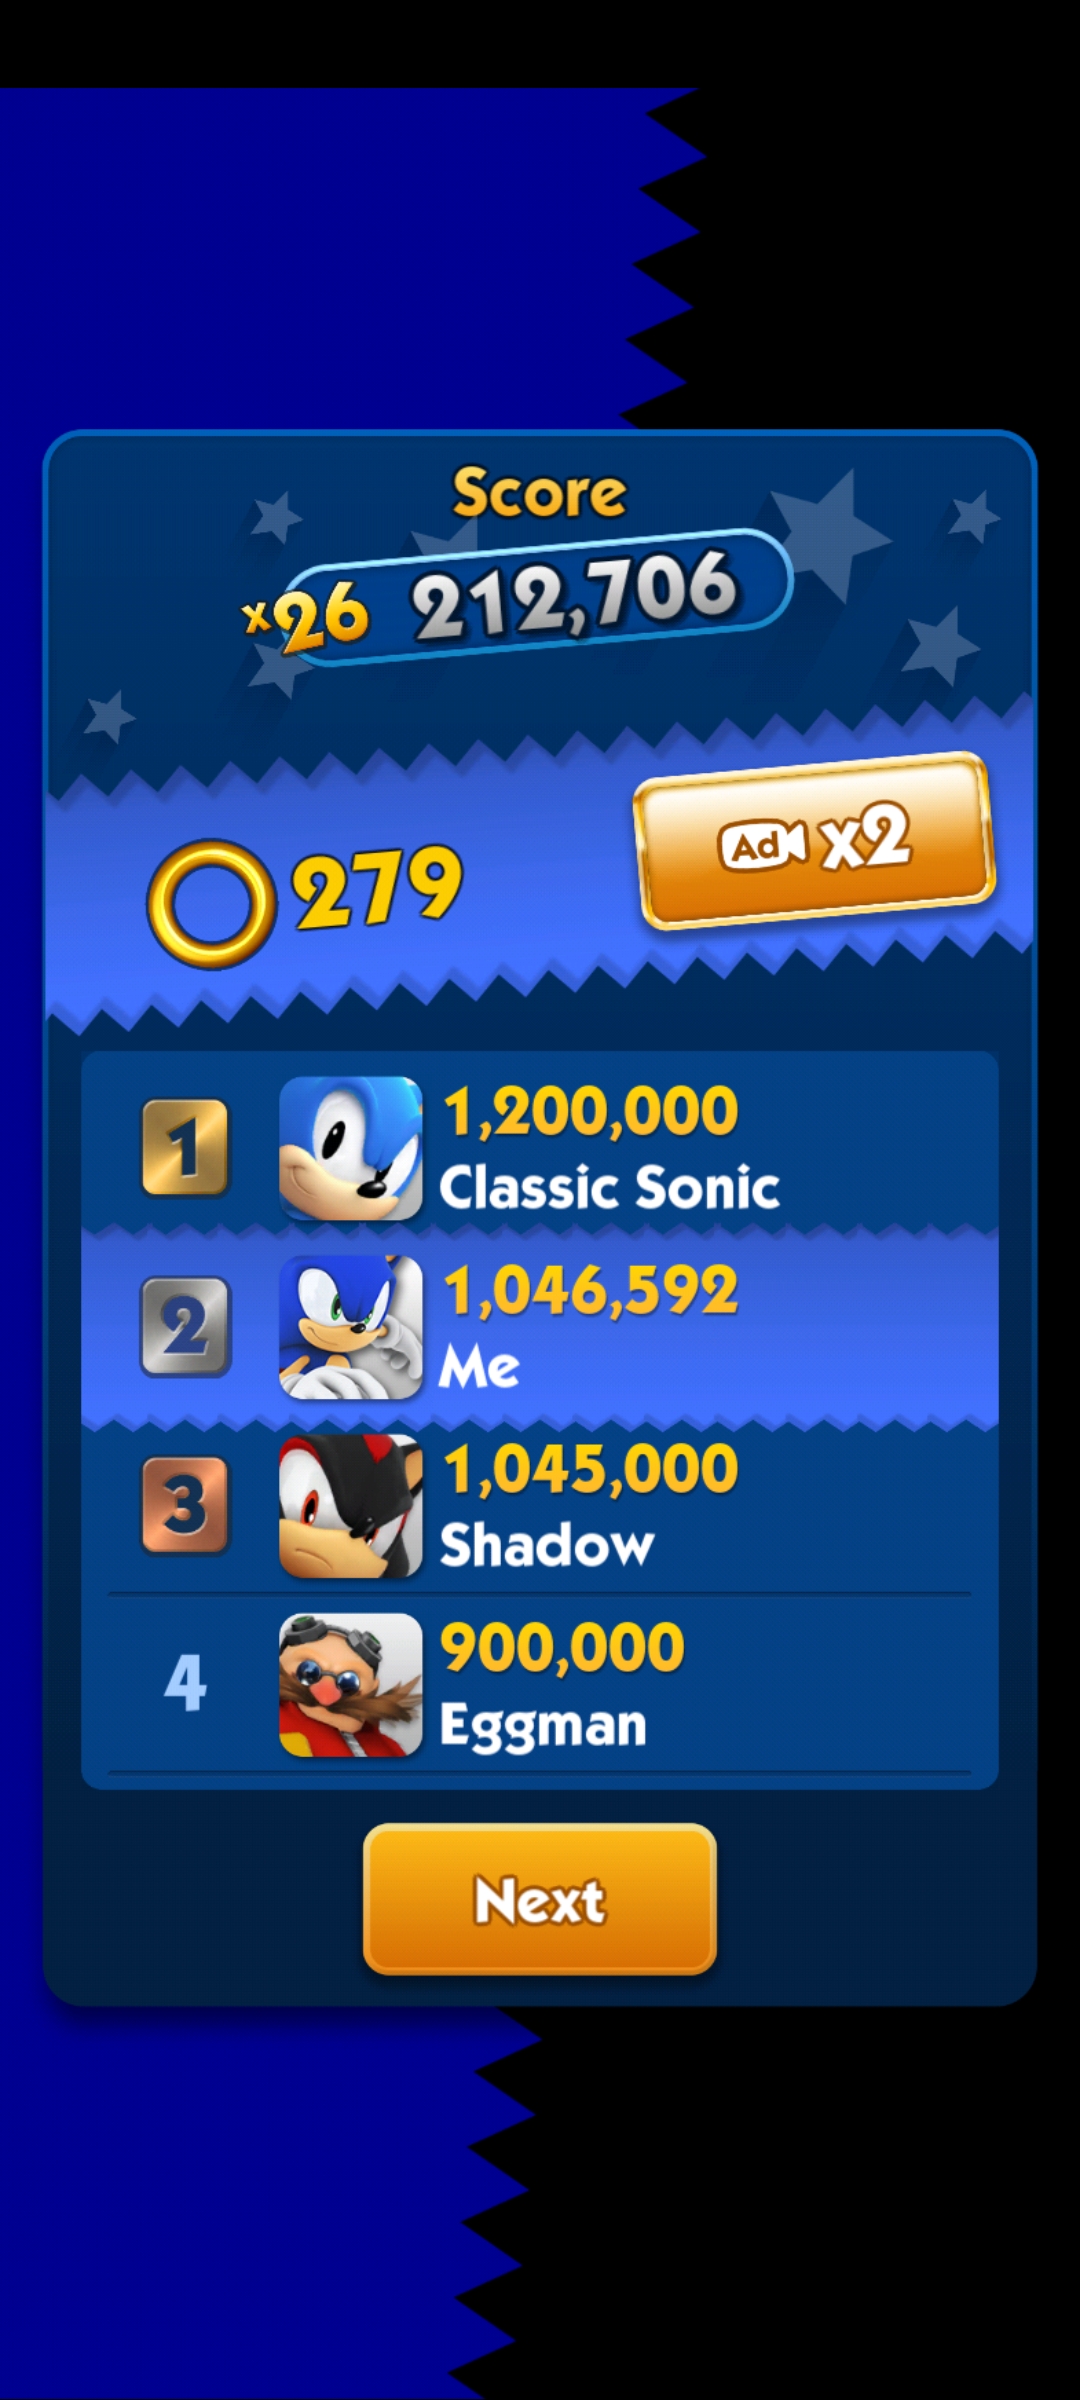 Score
x26 212,706
279
Ad x2
1 1,200,000
Classic Sonic
2 1,046,592
Me
3 1,045,000
Shadow
4 900,000
Eggman
Next